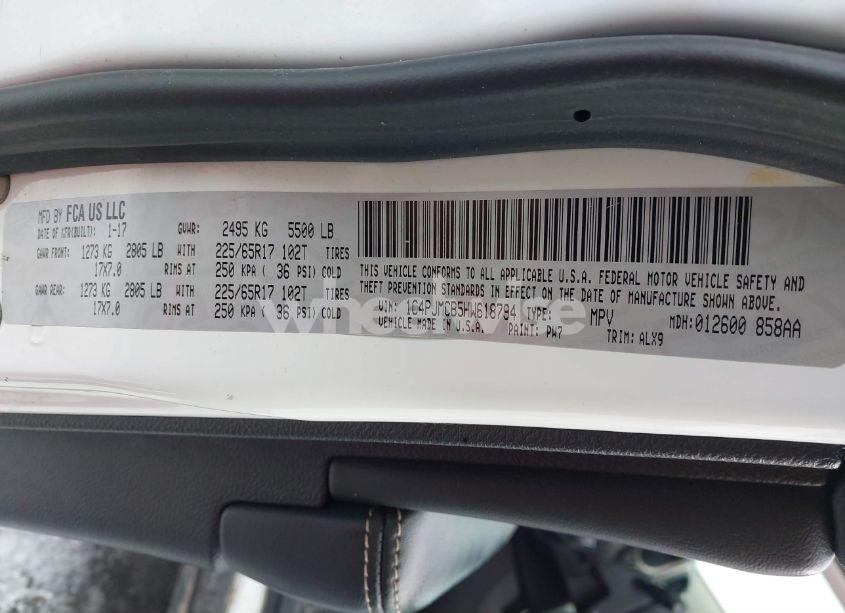 MFD BY FCA US LLC
DATE OF MFR(BUILT): 1-17 GVWR: 2495 KG 5500 LB
GAWR FRONT: 1273 KG 2805 LB WITH 225/65R17 102T TIRES
17X7.0 RIMS AT 250 KPA ( 36 PSI) COLD
GAWR REAR: 1273 KG 2805 LB WITH 225/65R17 102T TIRES
17X7.0 RIMS AT 250 KPA ( 36 PSI) COLD
THIS VEHICLE CONFORMS TO ALL APPLICABLE U.S.A. FEDERAL MOTOR VEHICLE SAFETY AND
THEFT PREVENTION STANDARDS IN EFFECT ON THE DATE OF MANUFACTURE SHOWN ABOVE.
VIN: 1C4PJMCB5HW618794 TYPE: MPV MDH:012600 858AA
VEHICLE MADE IN U.S.A. PAINT: PW7 TRIM: ALX9